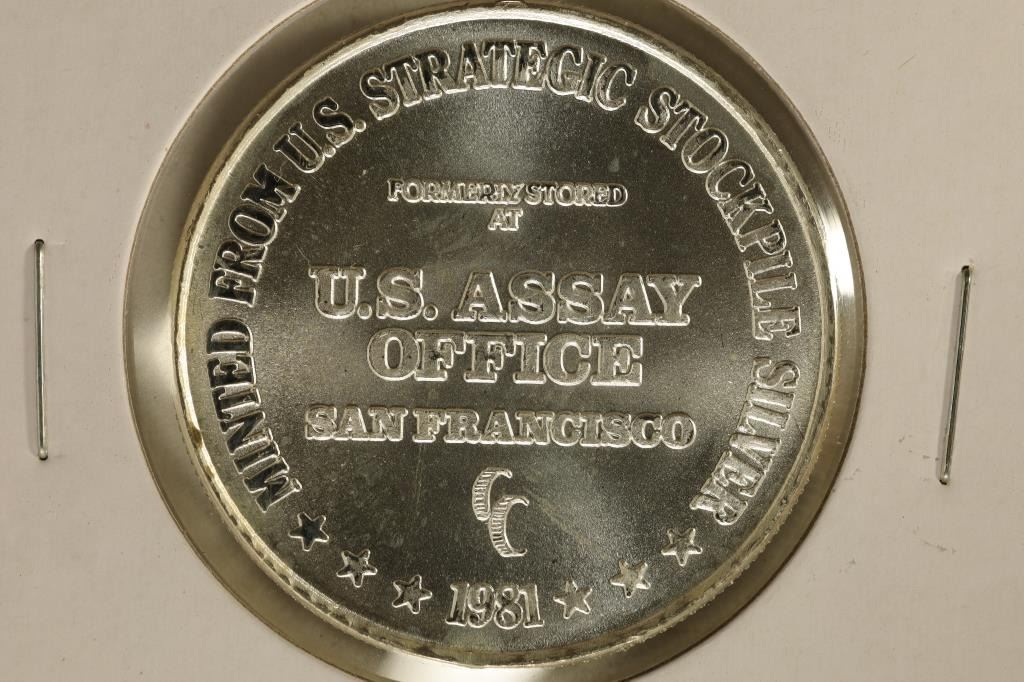 MINTED FROM U.S. STRATEGIC STOCKPILE SILVER
FORMERLY STORED
AT
U.S. ASSAY
OFFICE
SAN FRANCISCO
1981